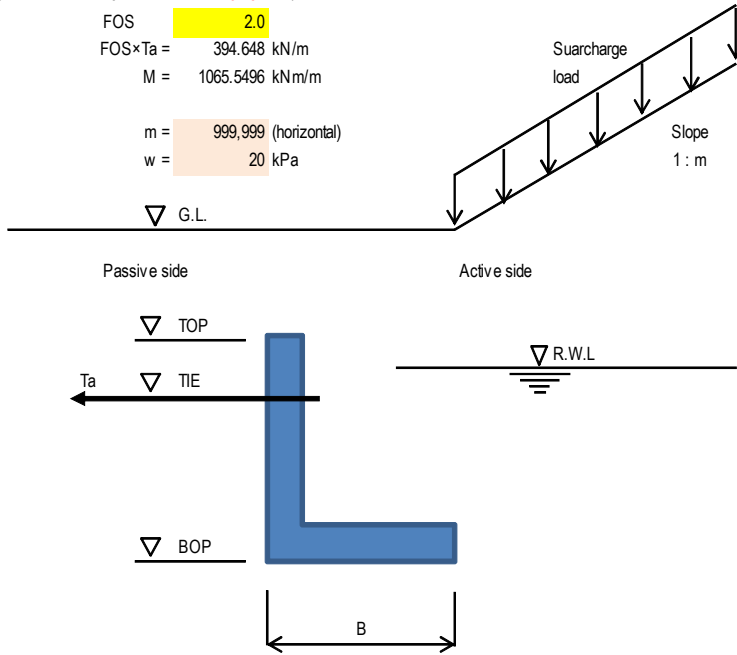 FOS 2.0
FOS×Ta = 394.648 kN/m
M = 1065.5496 kNm/m
m = 999,999 (horizontal)
w = 20 kPa
Suarcharge
load
Slope
1 : m
G.L.
Passive side
Active side
TOP
R.W.L
Ta
TIE
BOP
B